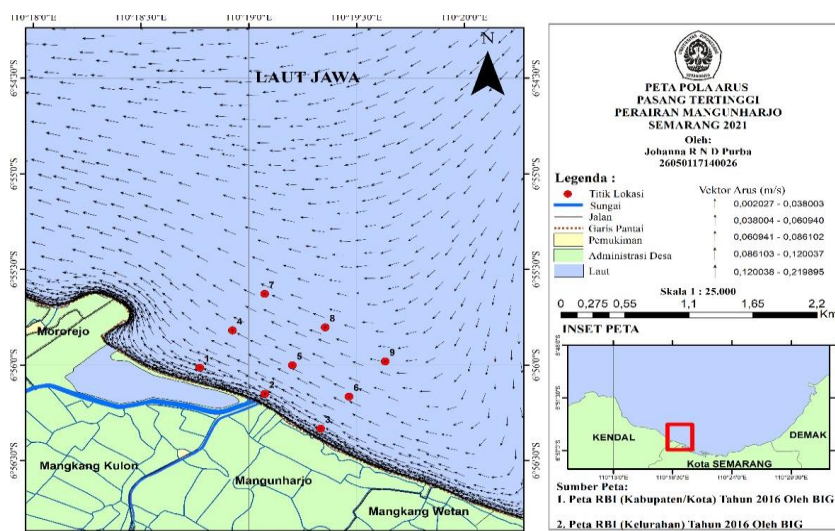 110°18'0"E 110°18'30"E 110°19'0"E 110°19'30"E 110°20'0"E
6°54'30"S
6°55'0"S
6°55'30"S
6°56'0"S
6°56'30"S
N
LAUT JAWA
7
4
8
1
5
9
2
6
3
Mororejo
Mangkang Kulon
Mangunharjo
Mangkang Wetan
PETA POLA ARUS
PASANG TERTINGGI
PERAIRAN MANGUNHARJO
SEMARANG 2021
Oleh:
Johanna R N D Purba
26050117140026
Legenda :
Titik Lokasi
Sungai
Jalan
Garis Pantai
Pemukiman
Administrasi Desa
Laut
Vektor Arus (m/s)
0,002027 - 0,038003
0,038004 - 0,060940
0,060941 - 0,086102
0,086103 - 0,120037
0,120038 - 0,219895
Skala 1 : 25.000
0 0,275 0,55 1,1 1,65 2,2
Km
INSET PETA
KENDAL
DEMAK
Kota SEMARANG
Sumber Peta:
1. Peta RBI (Kabupaten/Kota) Tahun 2016 Oleh BIG
2. Peta RBI (Kelurahan) Tahun 2016 Oleh BIG